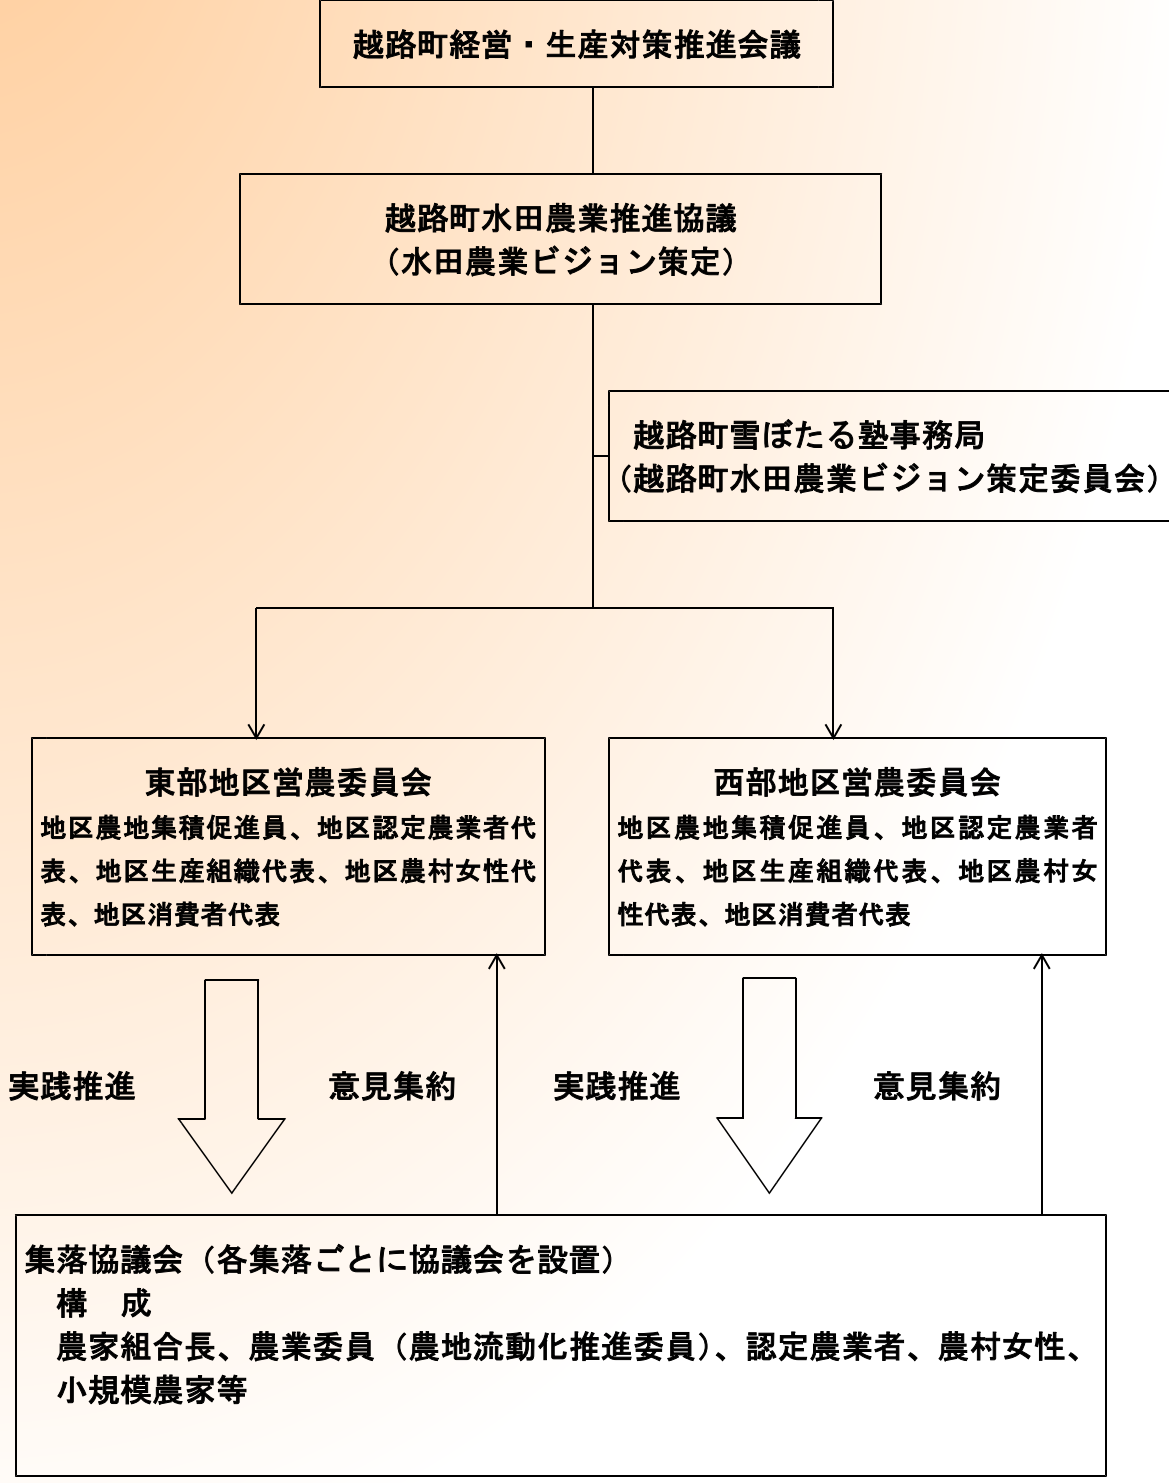 越路町経営・生産対策推進会議
越路町水田農業推進協議
（水田農業ビジョン策定）
越路町雪ぼたる塾事務局
（越路町水田農業ビジョン策定委員会）
東部地区営農委員会
地区農地集積促進員、地区認定農業者代
表、地区生産組織代表、地区農村女性代
表、地区消費者代表
西部地区営農委員会
地区農地集積促進員、地区認定農業者
代表、地区生産組織代表、地区農村女
性代表、地区消費者代表
実践推進
意見集約
実践推進
意見集約
集落協議会（各集落ごとに協議会を設置）
構　成
農家組合長、農業委員（農地流動化推進委員）、認定農業者、農村女性、
小規模農家等